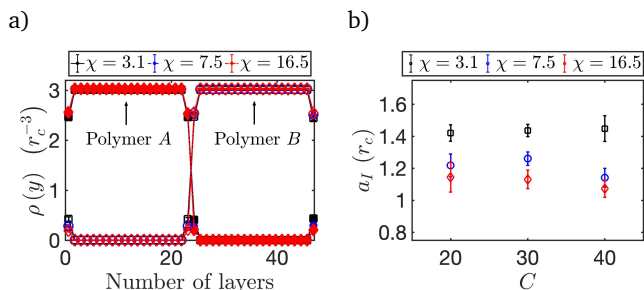 a)
χ = 3.1 χ = 7.5 χ = 16.5
3
2
1
0
ρ (y) (r_c^{-3})
Polymer A
Polymer B
0 20 40
Number of layers
b)
χ = 3.1 χ = 7.5 χ = 16.5
1.6
1.4
1.2
1
0.8
a_I (r_c)
20 30 40
C